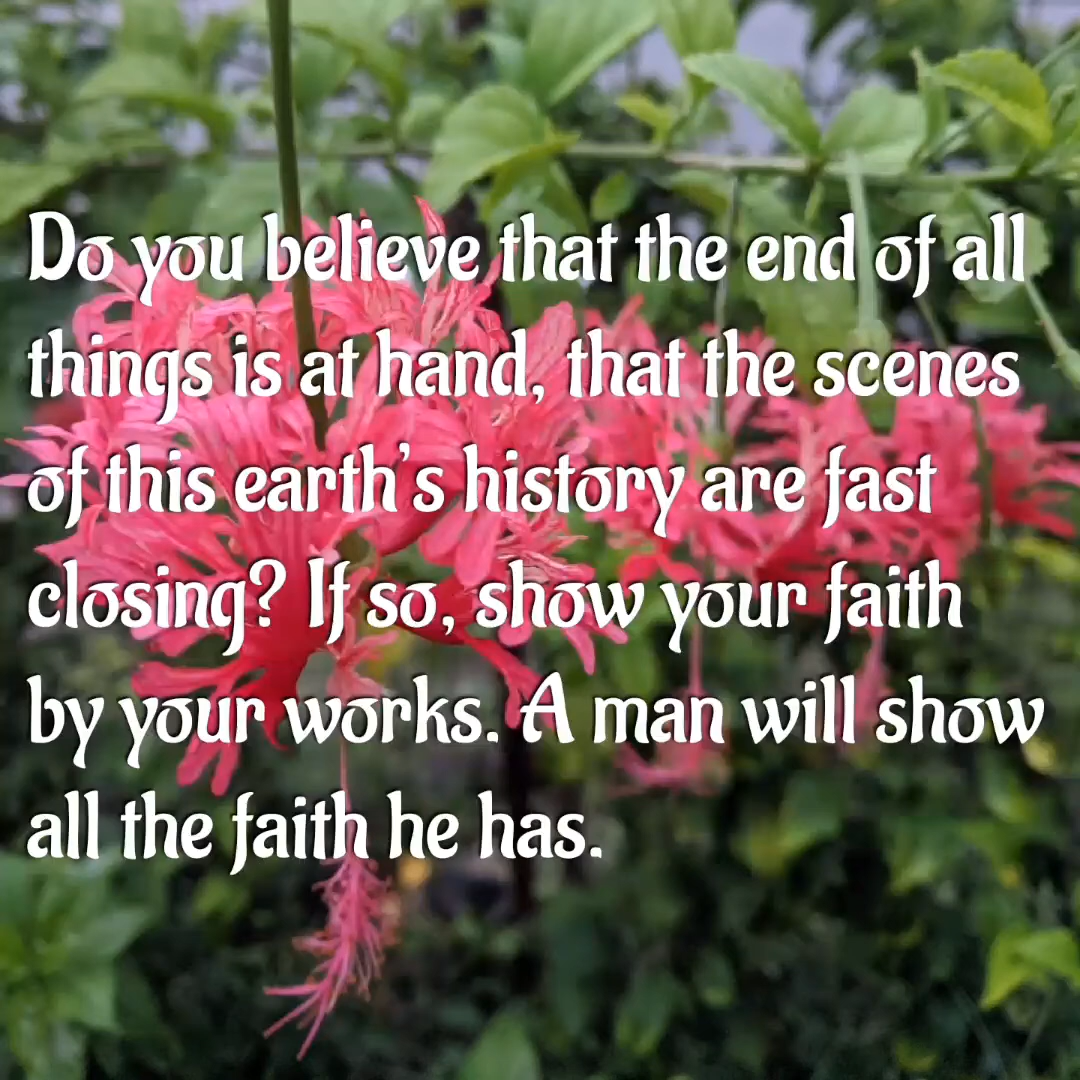 Do you believe that the end of all
things is at hand, that the scenes
of this earth’s history are fast
closing? If so, show your faith
by your works. A man will show
all the faith he has.